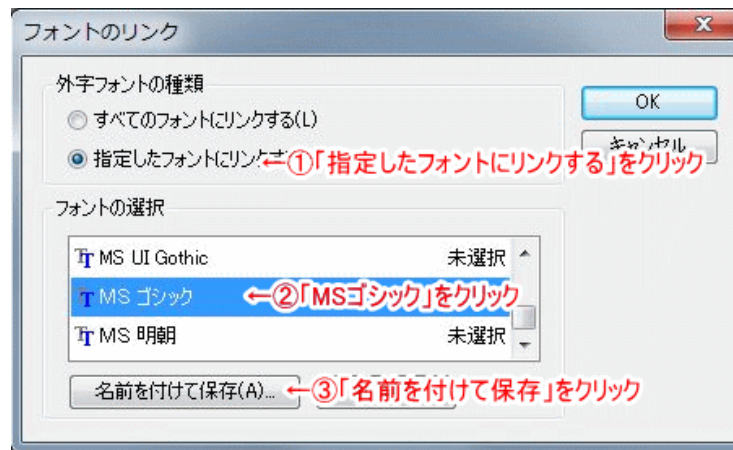 フォントのリンク
外字フォントの種類
すべてのフォントにリンクする(L)
OK
指定したフォントにリンクす
←①「指定したフォントにリンクする」をクリック
キャンセル
フォントの選択
MS UI Gothic 未選択
MS ゴシック ←②「MSゴシック」をクリック
MS 明朝 未選択
名前を付けて保存(A)... ←③「名前を付けて保存」をクリック